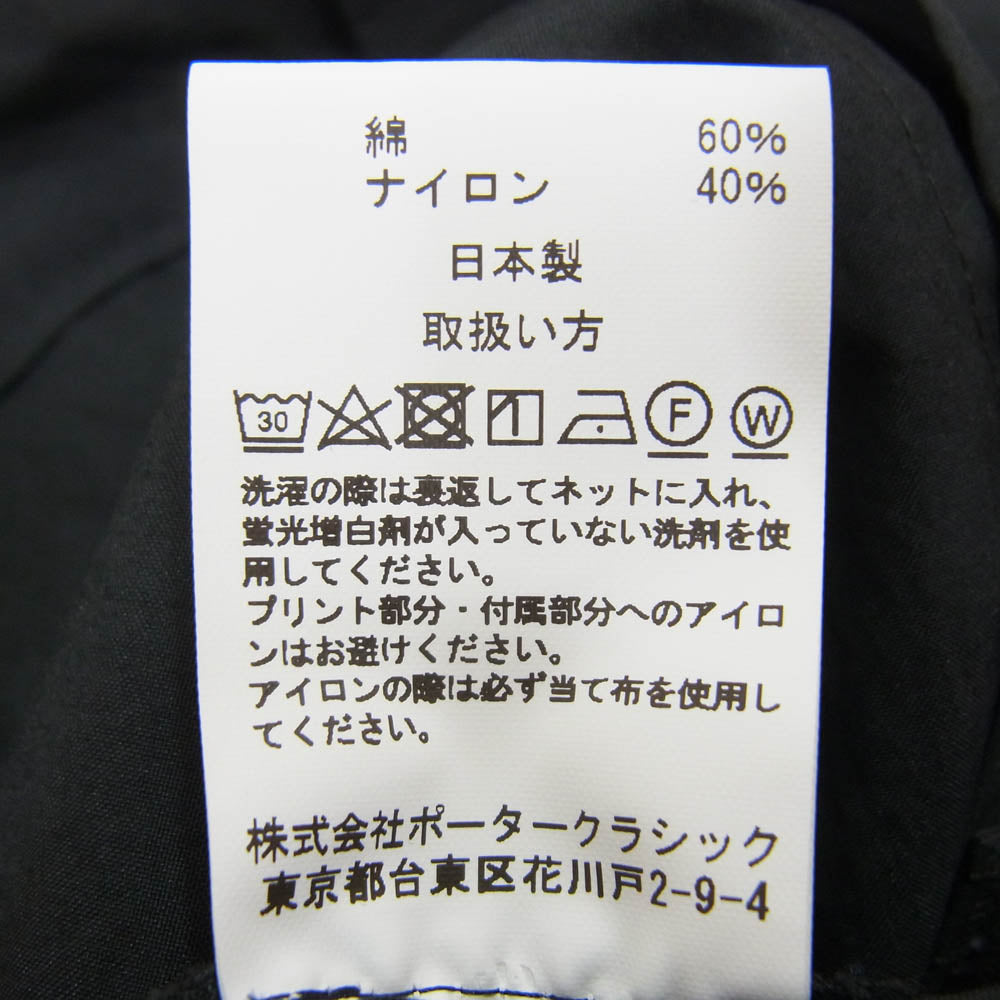 綿 60%
ナイロン 40%
日本製
取扱い方
30 F W
洗濯の際は裏返してネットに入れ、
蛍光増白剤が入っていない洗剤を使
用してください。
プリント部分・付属部分へのアイロ
ンはお避けください。
アイロンの際は必ず当て布を使用し
てください。
株式会社ポータークラシック
東京都台東区花川戸2-9-4